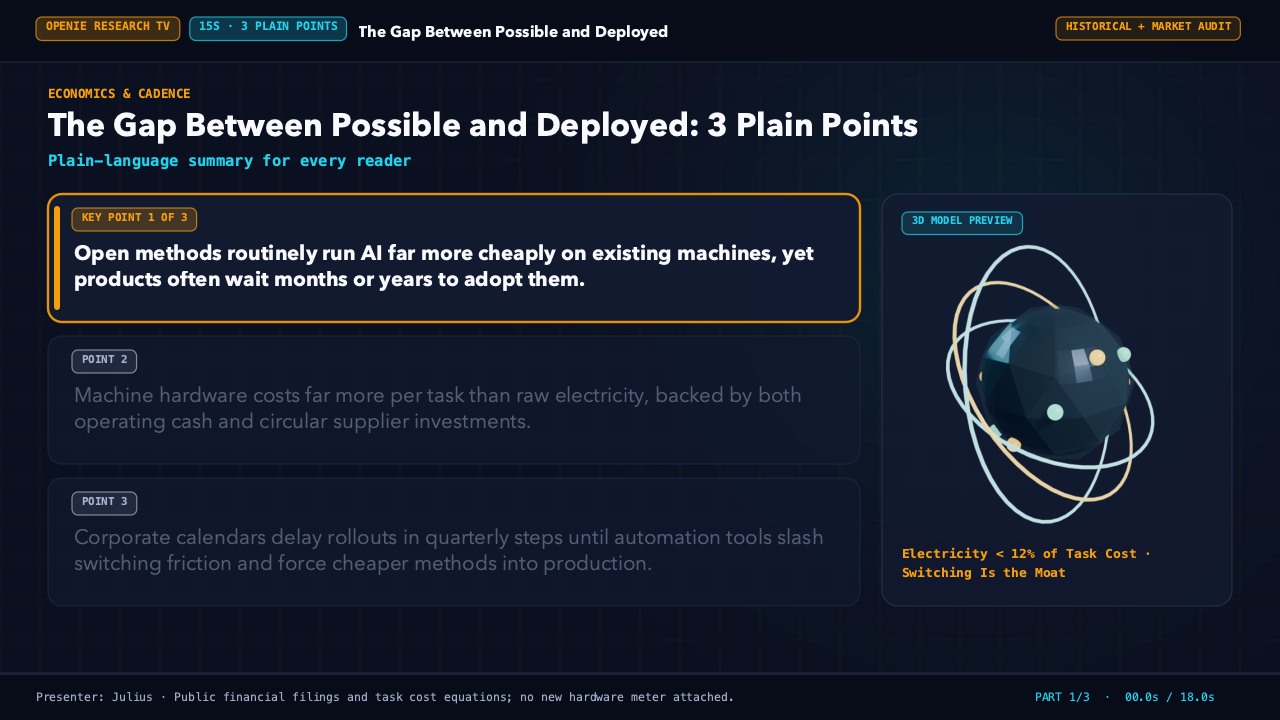 OPENIE RESEARCH TV
15S · 3 PLAIN POINTS
The Gap Between Possible and Deployed
HISTORICAL + MARKET AUDIT
ECONOMICS & CADENCE
The Gap Between Possible and Deployed: 3 Plain Points
Plain—language summary for every reader
KEY POINT 1 OF 3
Open methods routinely run AI far more cheaply on existing machines, yet
products often wait months or years to adopt them.
POINT 2
Machine hardware costs far more per task than raw electricity, backed by both
operating cash and circular supplier investments.
POINT 3
Corporate calendars delay rollouts in quarterly steps until automation tools slash
switching friction and force cheaper methods into production.
3D MODEL PREVIEW
Electricity < 12% of Task Cost ·
Switching Is the Moat
Presenter: Julius · Public financial filings and task cost equations; no new hardware meter attached.
PART 1/3 · 00.0s / 18.0s